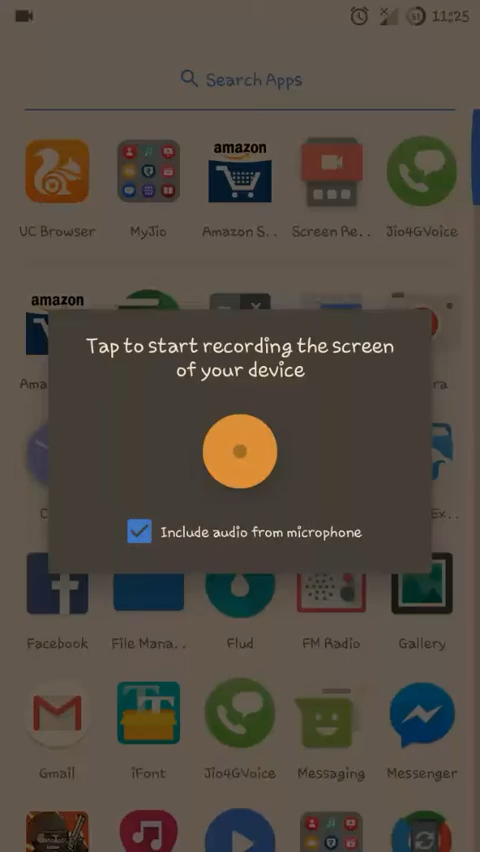 11:25
Search Apps
amazon
UC Browser
MyJio
Amazon S..
Screen Re..
Jio4GVoice
amazon
Tap to start recording the screen
of your device
Include audio from microphone
Facebook
File Mana..
Flud
FM Radio
Gallery
Gmail
iFont
Jio4GVoice
Messaging
Messenger